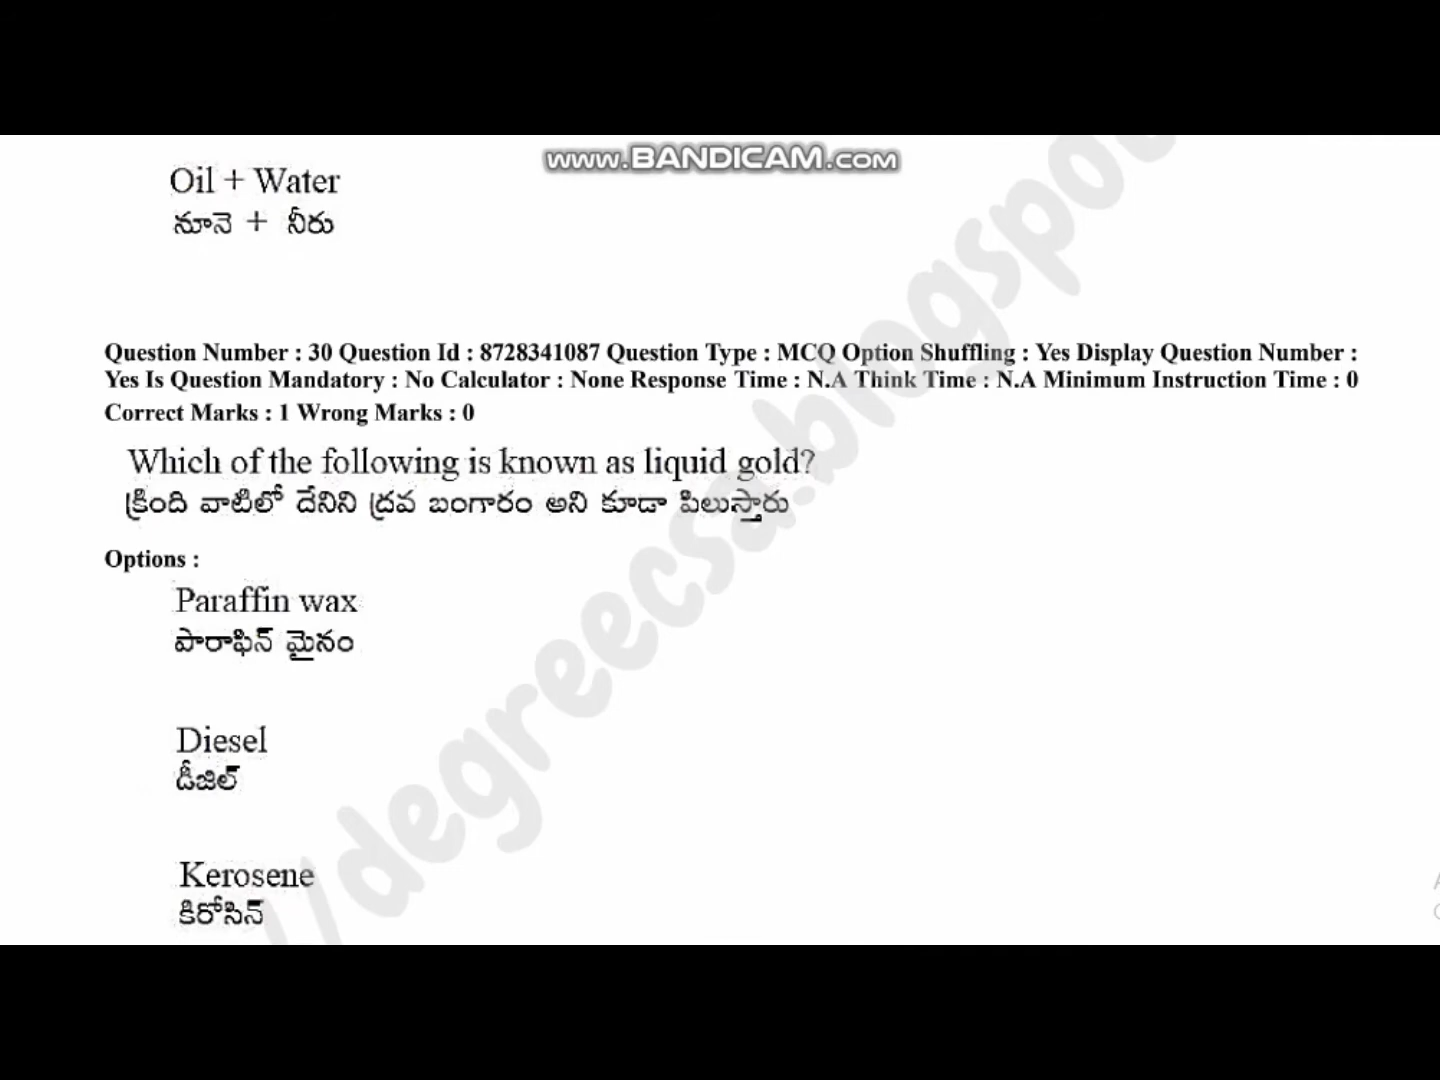 www.BANDICAM.com
Oil + Water
నూనె + నీరు
Question Number : 30 Question Id : 8728341087 Question Type : MCQ Option Shuffling : Yes Display Question Number :
Yes Is Question Mandatory : No Calculator : None Response Time : N.A Think Time : N.A Minimum Instruction Time : 0
Correct Marks : 1 Wrong Marks : 0
Which of the following is known as liquid gold?
క్రింది వాటిలో దేనిని ద్రవ బంగారం అని కూడా పిలుస్తారు
Options :
Paraffin wax
పారాఫిన్ మైనం
Diesel
డీజిల్
Kerosene
కిరోసిన్
//degreecsa.blogspo